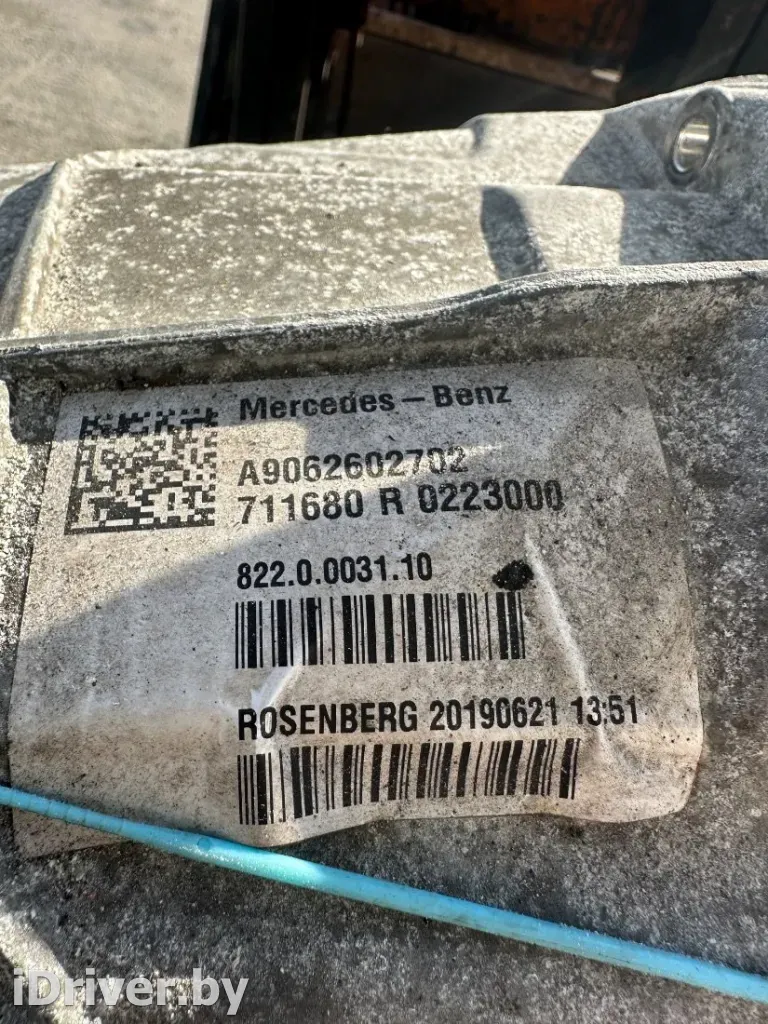 Mercedes-Benz
A9062602702
711680 R 0223000
822.0.0031.10
ROSENBERG 20190621 13:51
iDriver.by